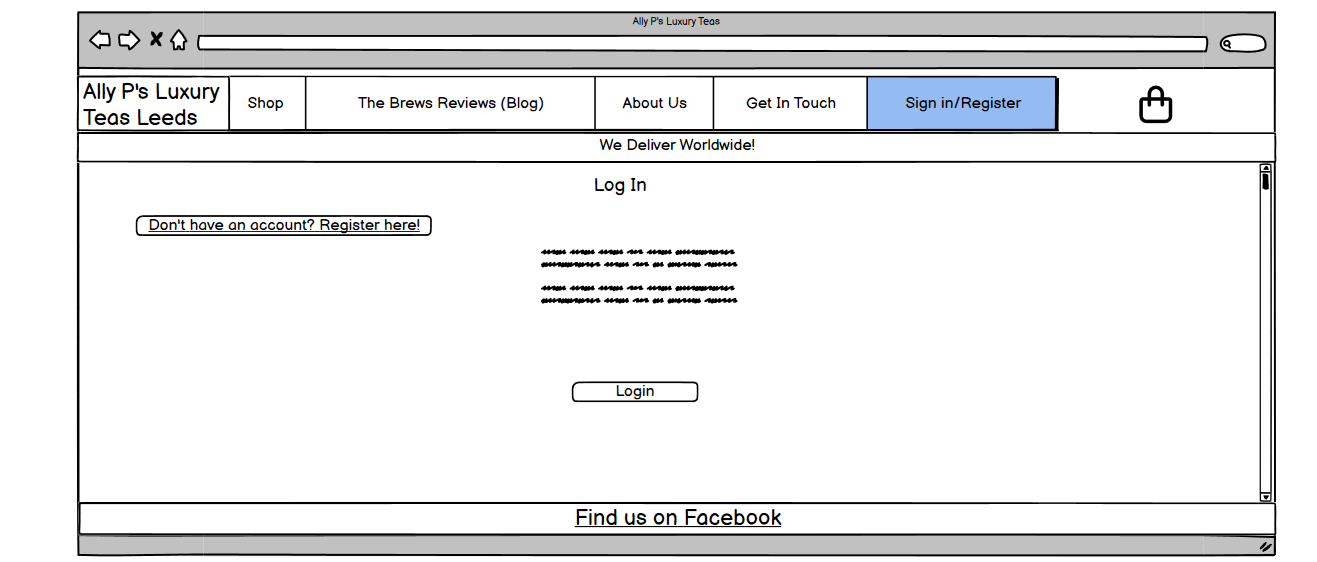 Ally P's Luxury Teas
Ally P's Luxury
Teas Leeds
Shop
The Brews Reviews (Blog)
About Us
Get In Touch
Sign in/Register
We Deliver Worldwide!
Log In
Don't have an account? Register here!
Login
Find us on Facebook